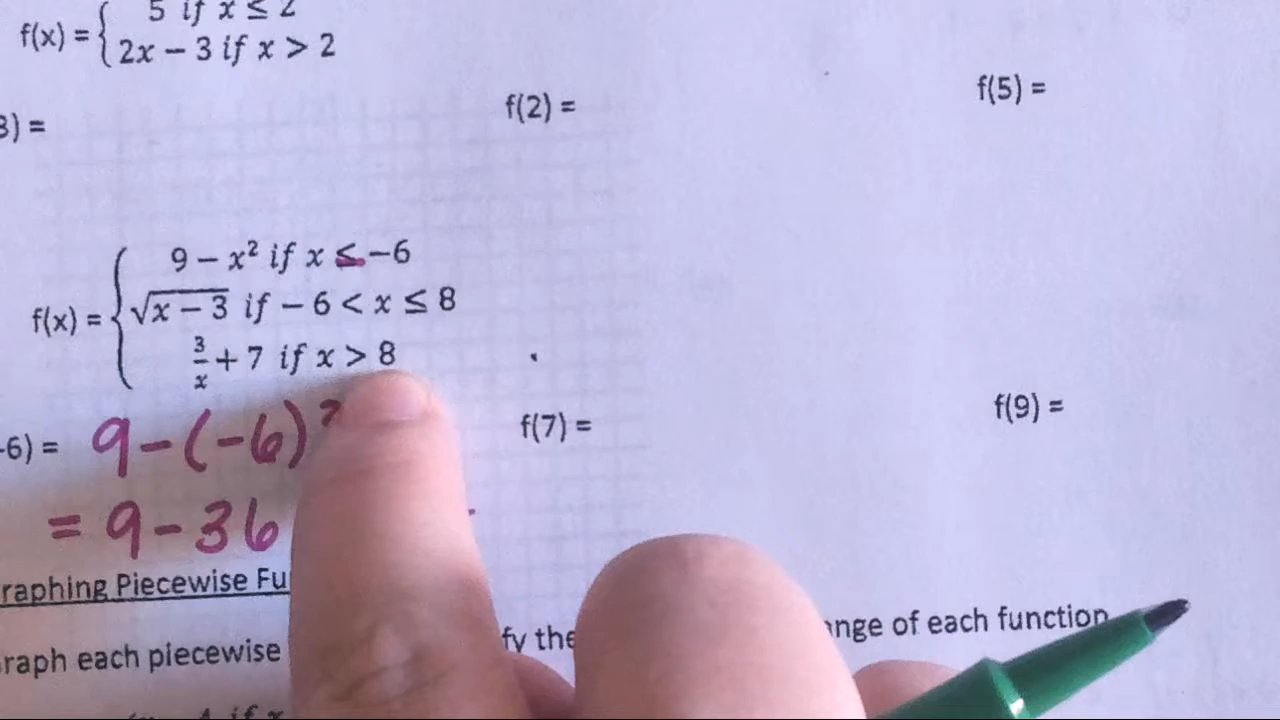 f(x) = { 5 if x ≤ 2
2x − 3 if x > 2
3) = f(2) = f(5) =
9 − x² if x ≤ −6
f(x) = { √(x − 3) if − 6 < x ≤ 8
3/x + 7 if x > 8
-6) = 9 - (-6)² f(7) = f(9) =
= 9 - 36
raphing Piecewise Fu
raph each piecewise fy the nge of each function